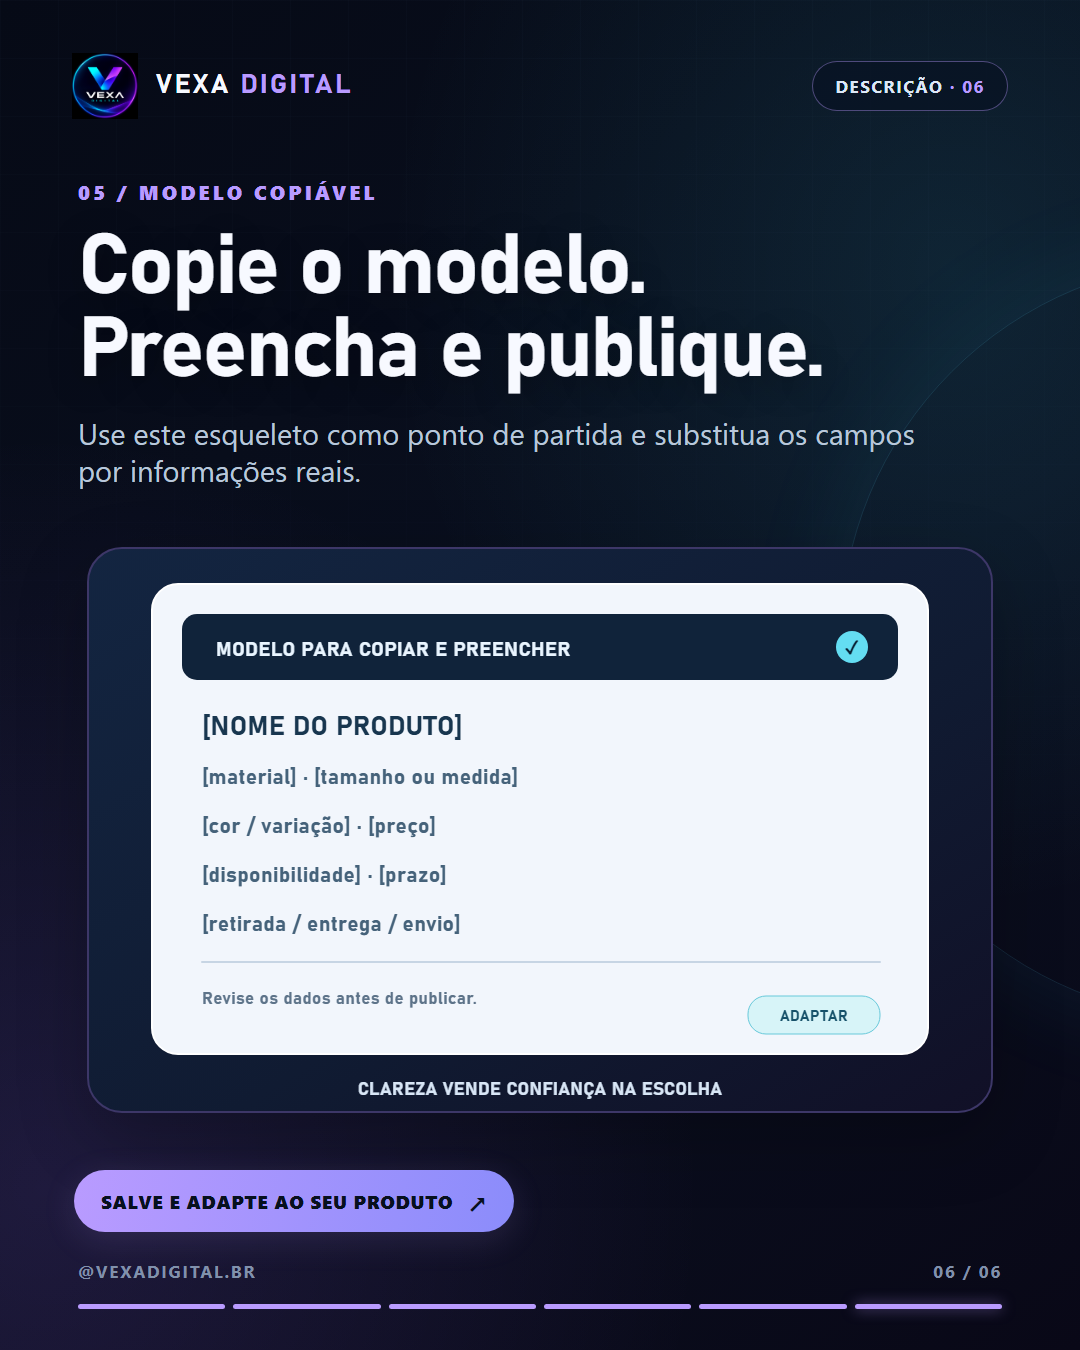 VEXA
DIGITAL
VEXA DIGITAL
DESCRIÇÃO · 06
05 / MODELO COPIÁVEL
Copie o modelo.
Preencha e publique.
Use este esqueleto como ponto de partida e substitua os campos
por informações reais.
MODELO PARA COPIAR E PREENCHER
[NOME DO PRODUTO]
[material] · [tamanho ou medida]
[cor / variação] · [preço]
[disponibilidade] · [prazo]
[retirada / entrega / envio]
Revise os dados antes de publicar.
ADAPTAR
CLAREZA VENDE CONFIANÇA NA ESCOLHA
SALVE E ADAPTE AO SEU PRODUTO ↗
@VEXADIGITAL.BR
06 / 06